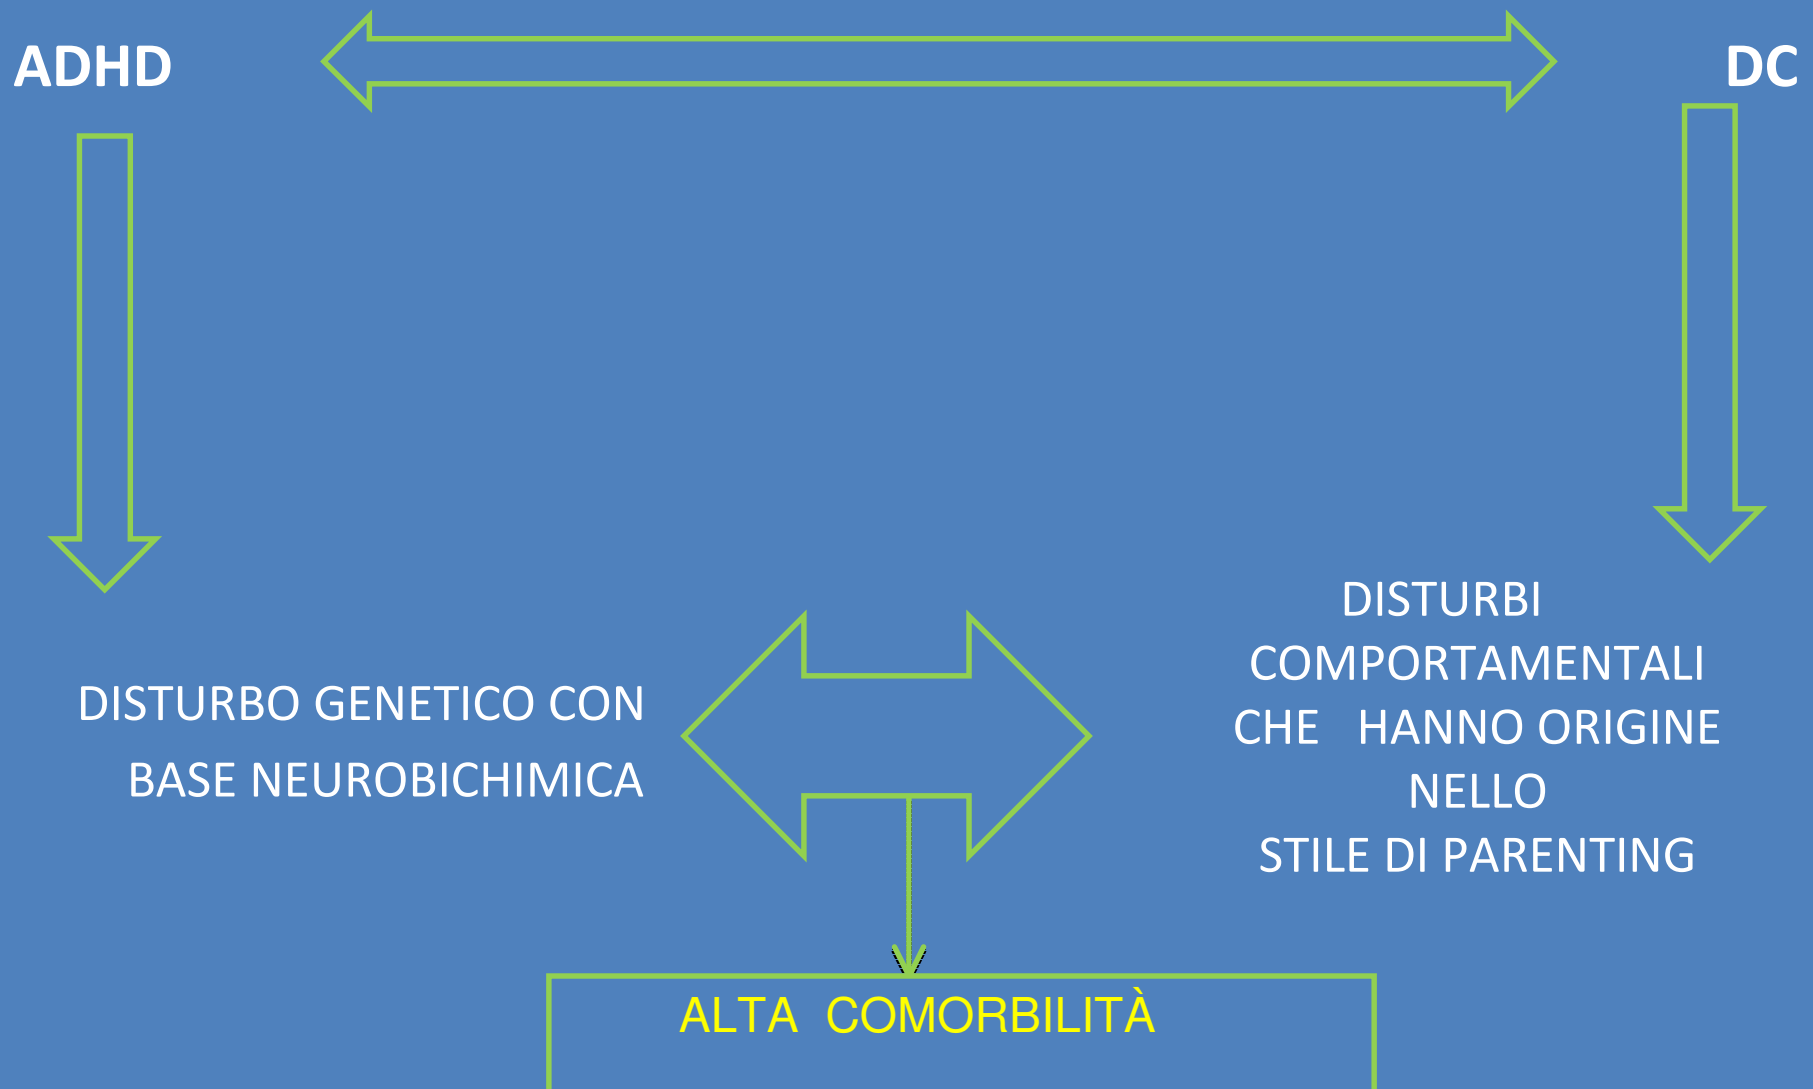 ADHD
DC
DISTURBO GENETICO CON
BASE NEUROBICHIMICA
DISTURBI
COMPORTAMENTALI
CHE HANNO ORIGINE
NELLO
STILE DI PARENTING
ALTA COMORBILITÀ